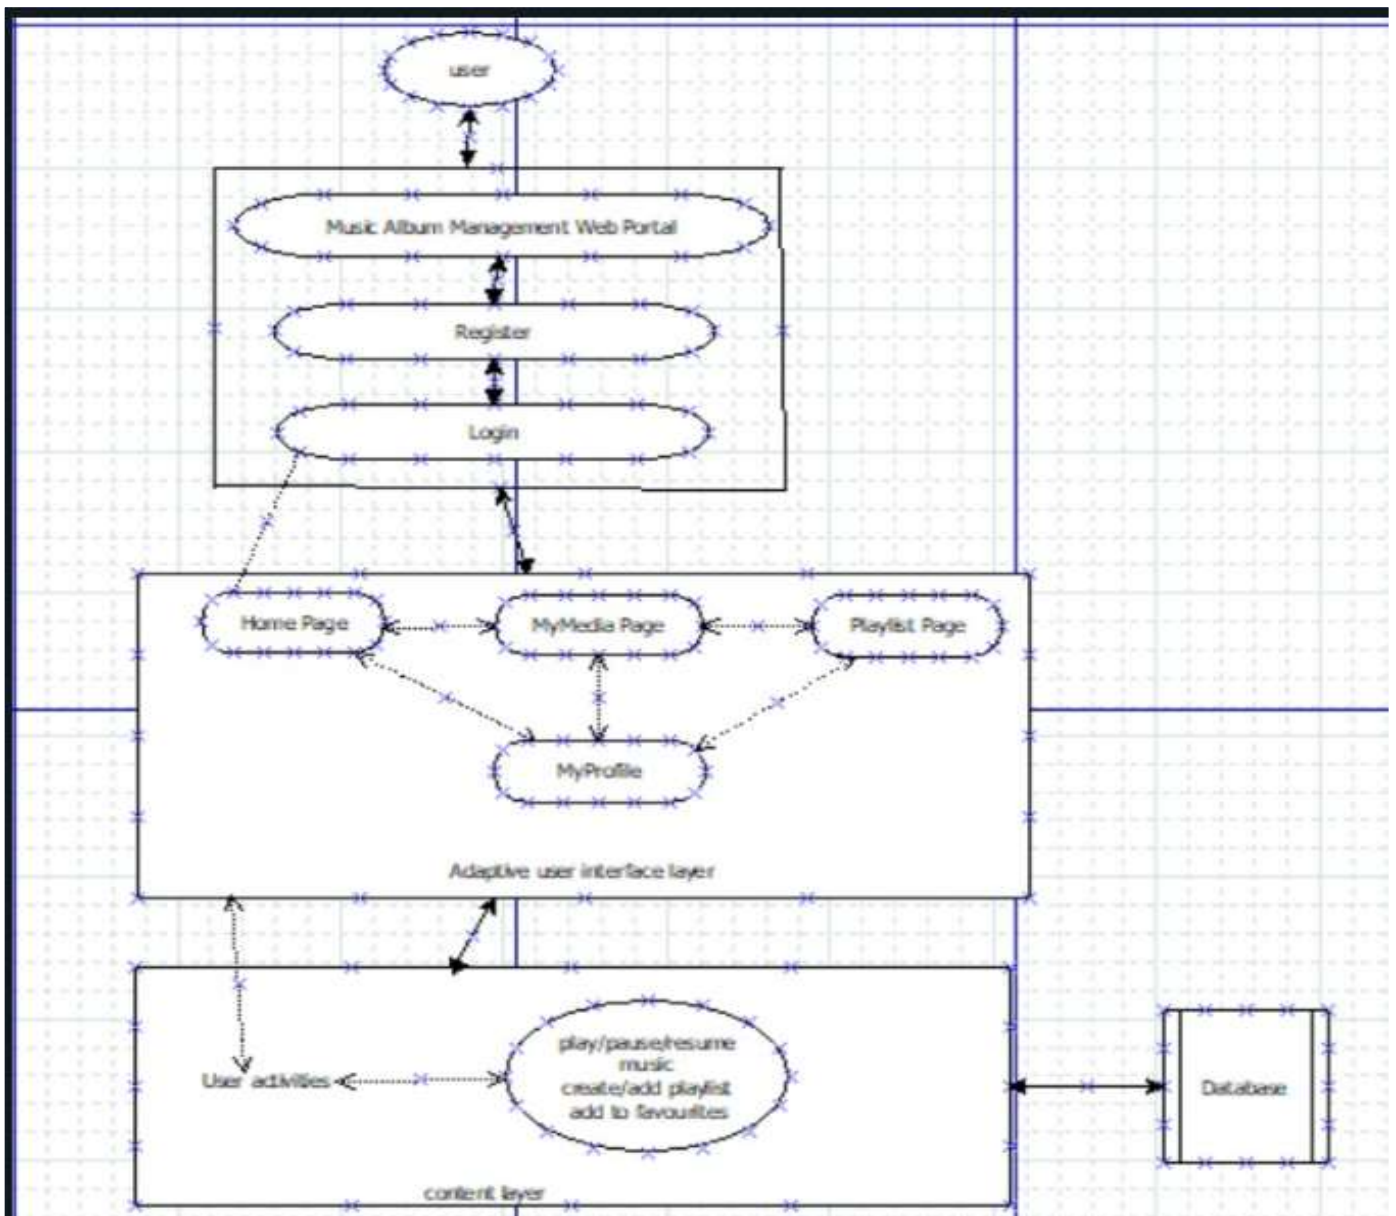 user
Music Album Management Web Portal
Register
Login
Home Page
MyMedia Page
Playlist Page
MyProfile
Adaptive user interface layer
play/pause/resume
music
create/add playlist
add to favourites
User activities
Database
content layer